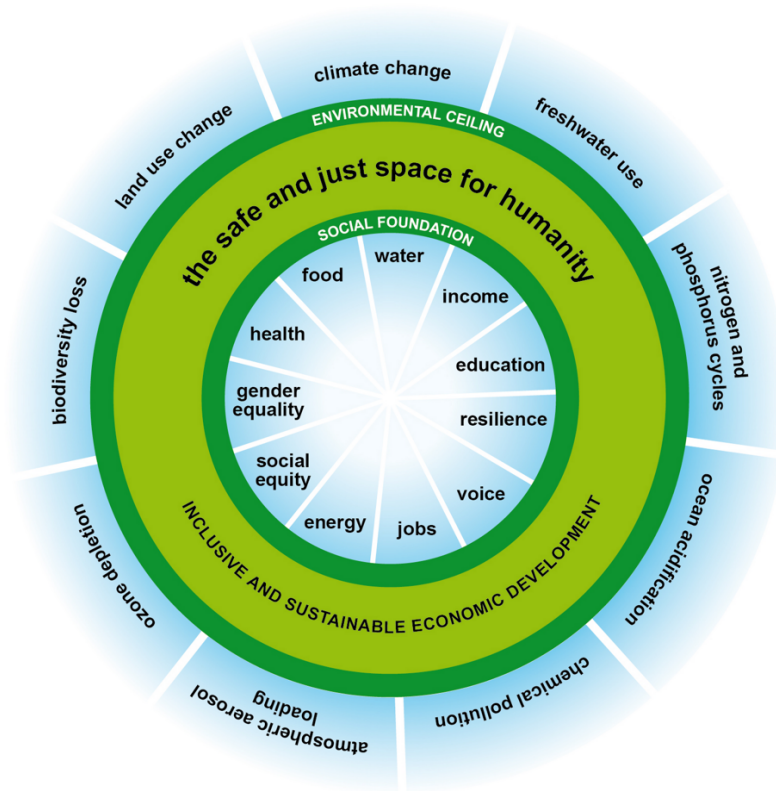 climate change
freshwater use
nitrogen and
phosphorus cycles
ocean acidification
chemical pollution
atmospheric aerosol
loading
ozone depletion
biodiversity loss
land use change
ENVIRONMENTAL CEILING
the safe and just space for humanity
SOCIAL FOUNDATION
water
income
education
resilience
voice
jobs
energy
social
equity
gender
equality
health
food
INCLUSIVE AND SUSTAINABLE ECONOMIC DEVELOPMENT